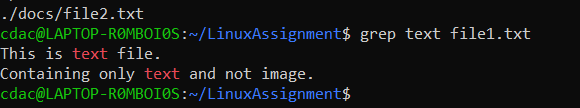 ./docs/file2.txt
cdac@LAPTOP-R0MBOI0S:~/LinuxAssignment$ grep text file1.txt
This is text file.
Containing only text and not image.
cdac@LAPTOP-R0MBOI0S:~/LinuxAssignment$